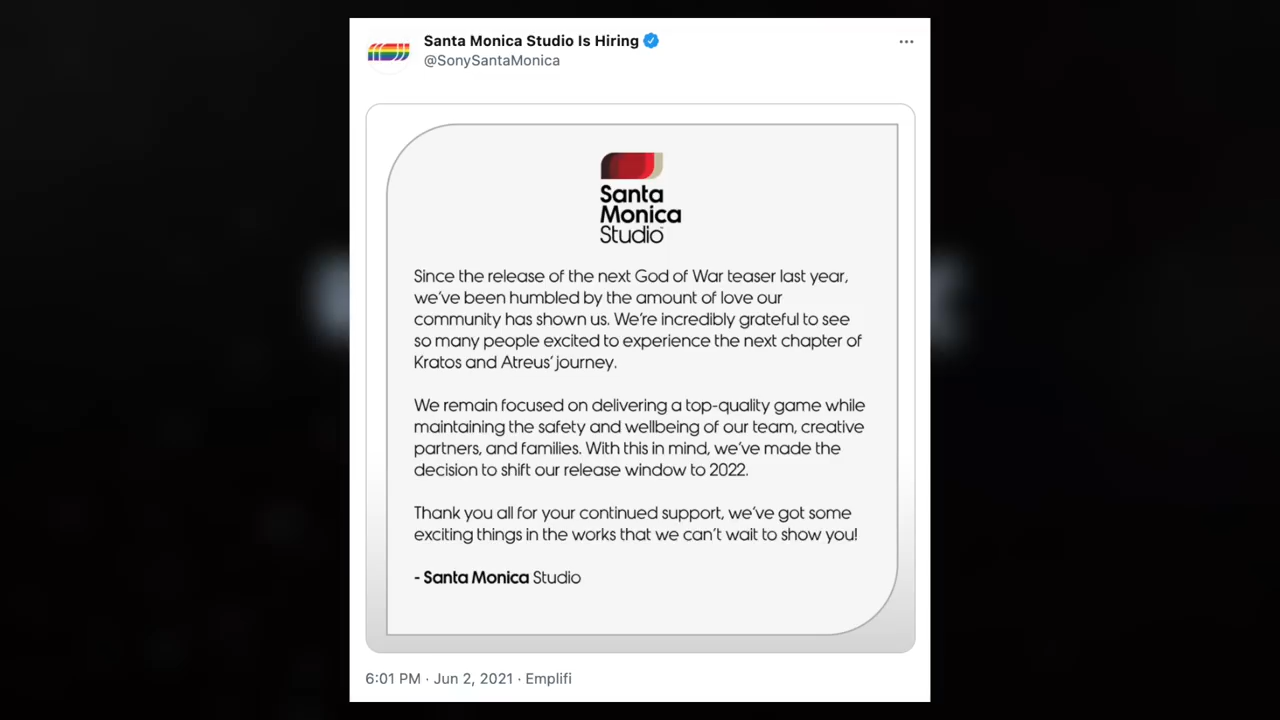 Santa Monica Studio Is Hiring
@SonySantaMonica
Santa
Monica
Studio
Since the release of the next God of War teaser last year,
we've been humbled by the amount of love our
community has shown us. We're incredibly grateful to see
so many people excited to experience the next chapter of
Kratos and Atreus' journey.
We remain focused on delivering a top-quality game while
maintaining the safety and wellbeing of our team, creative
partners, and families. With this in mind, we've made the
decision to shift our release window to 2022.
Thank you all for your continued support, we've got some
exciting things in the works that we can't wait to show you!
- Santa Monica Studio
6:01 PM · Jun 2, 2021 · Emplifi